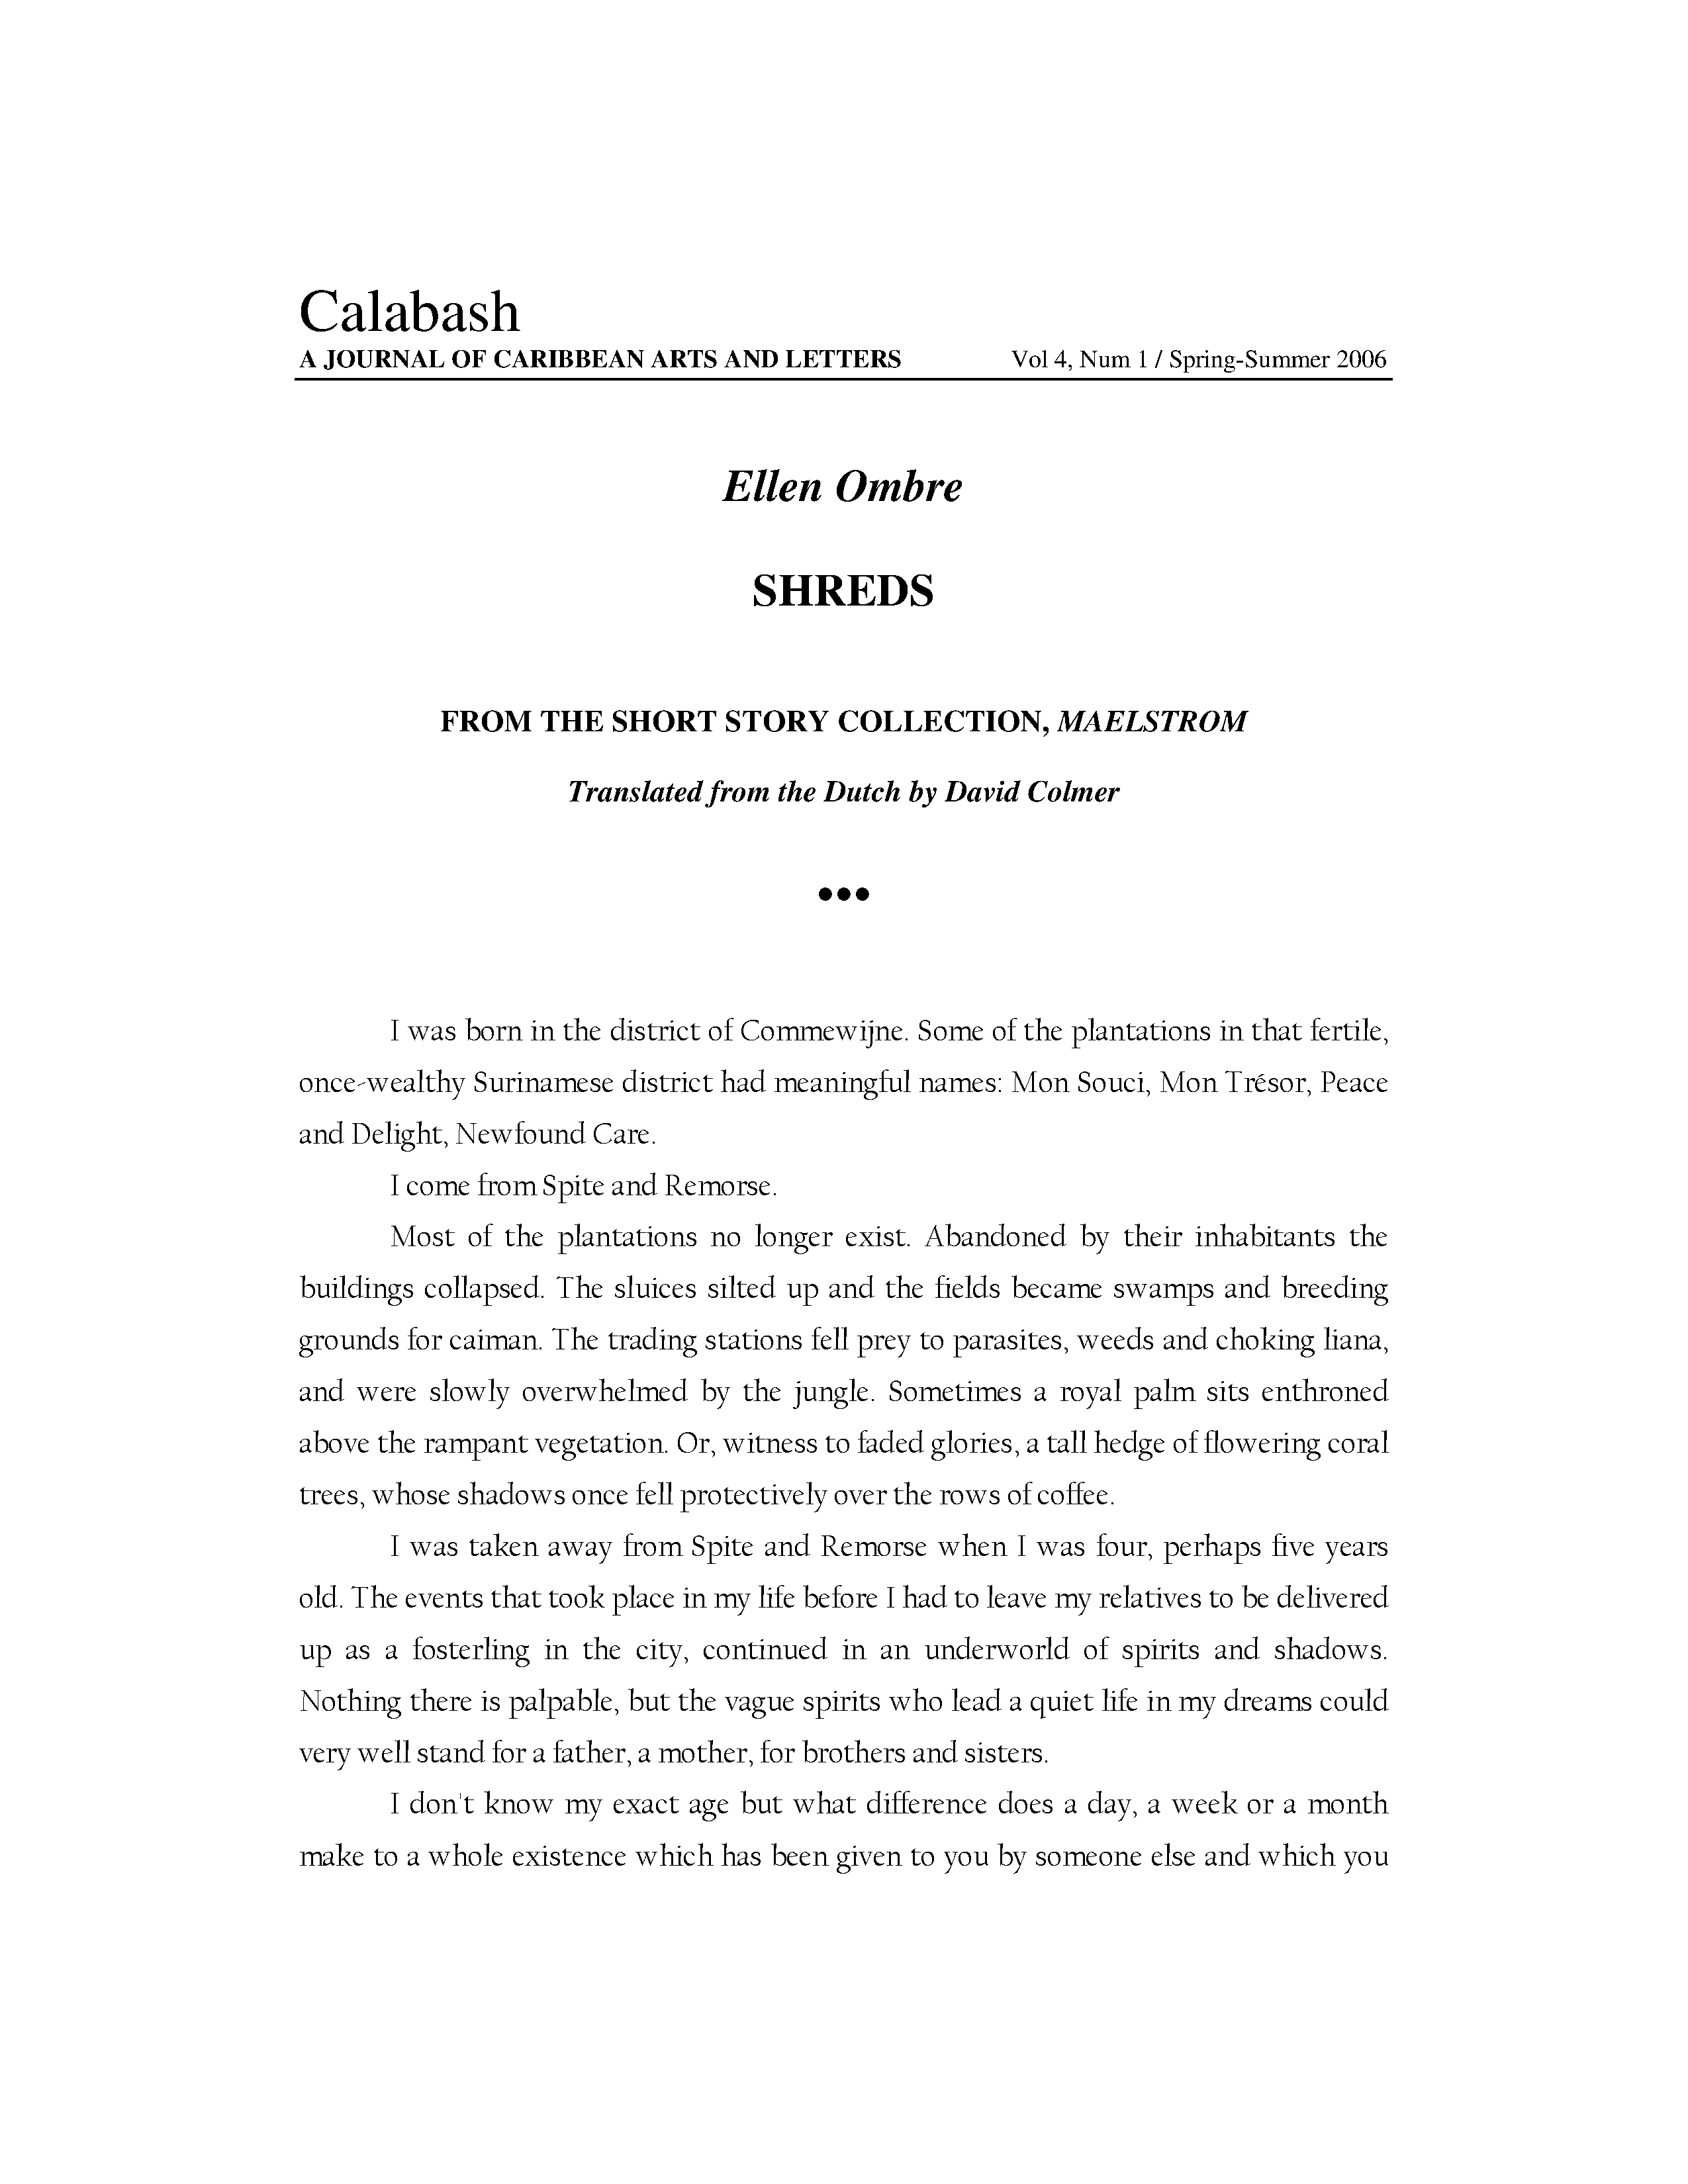 Calabash
A JOURNAL OF CARIBBEAN ARTS AND LETTERS Vol 4, Num 1 / Spring-Summer 2006
Ellen Ombre
SHREDS
FROM THE SHORT STORY COLLECTION, MAELSTROM
Translated from the Dutch by David Colmer
•••
I was born in the district of Commewijne. Some of the plantations in that fertile,
once-wealthy Surinamese district had meaningful names: Mon Souci, Mon Trésor, Peace
and Delight, Newfound Care.
I come from Spite and Remorse.
Most of the plantations no longer exist. Abandoned by their inhabitants the
buildings collapsed. The sluices silted up and the fields became swamps and breeding
grounds for caiman. The trading stations fell prey to parasites, weeds and choking liana,
and were slowly overwhelmed by the jungle. Sometimes a royal palm sits enthroned
above the rampant vegetation. Or, witness to faded glories, a tall hedge of flowering coral
trees, whose shadows once fell protectively over the rows of coffee.
I was taken away from Spite and Remorse when I was four, perhaps five years
old. The events that took place in my life before I had to leave my relatives to be delivered
up as a fosterling in the city, continued in an underworld of spirits and shadows.
Nothing there is palpable, but the vague spirits who lead a quiet life in my dreams could
very well stand for a father, a mother, for brothers and sisters.
I don't know my exact age but what difference does a day, a week or a month
make to a whole existence which has been given to you by someone else and which you